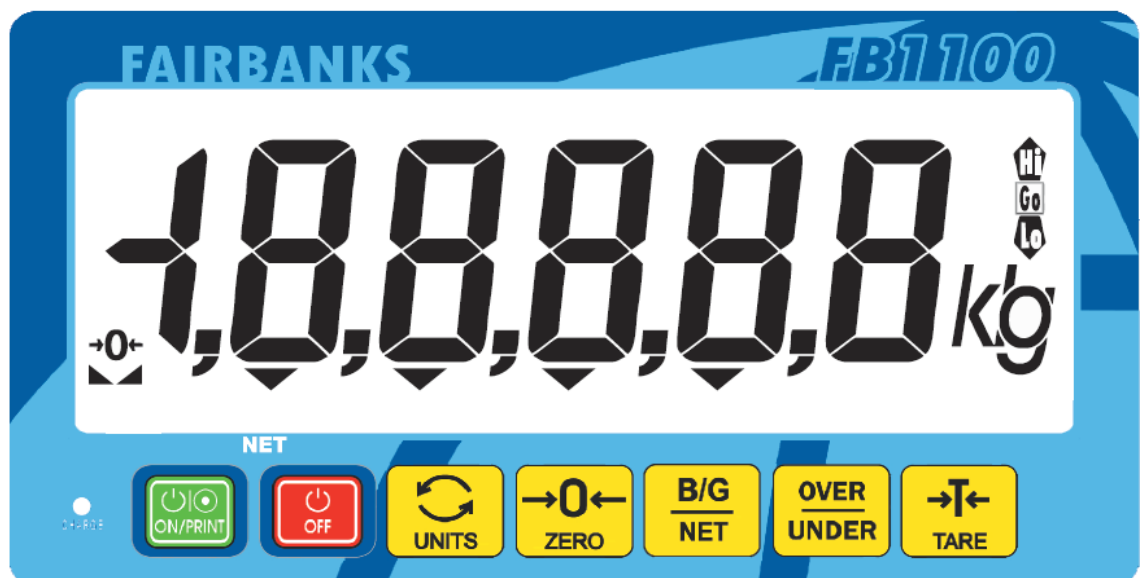 FAIRBANKS FB1100
-1,8,8,8,8,8
Hi
Go
Lo
kg
→0←
NET
ON/PRINT
OFF
UNITS
→0←
ZERO
B/G
NET
OVER
UNDER
→T←
TARE